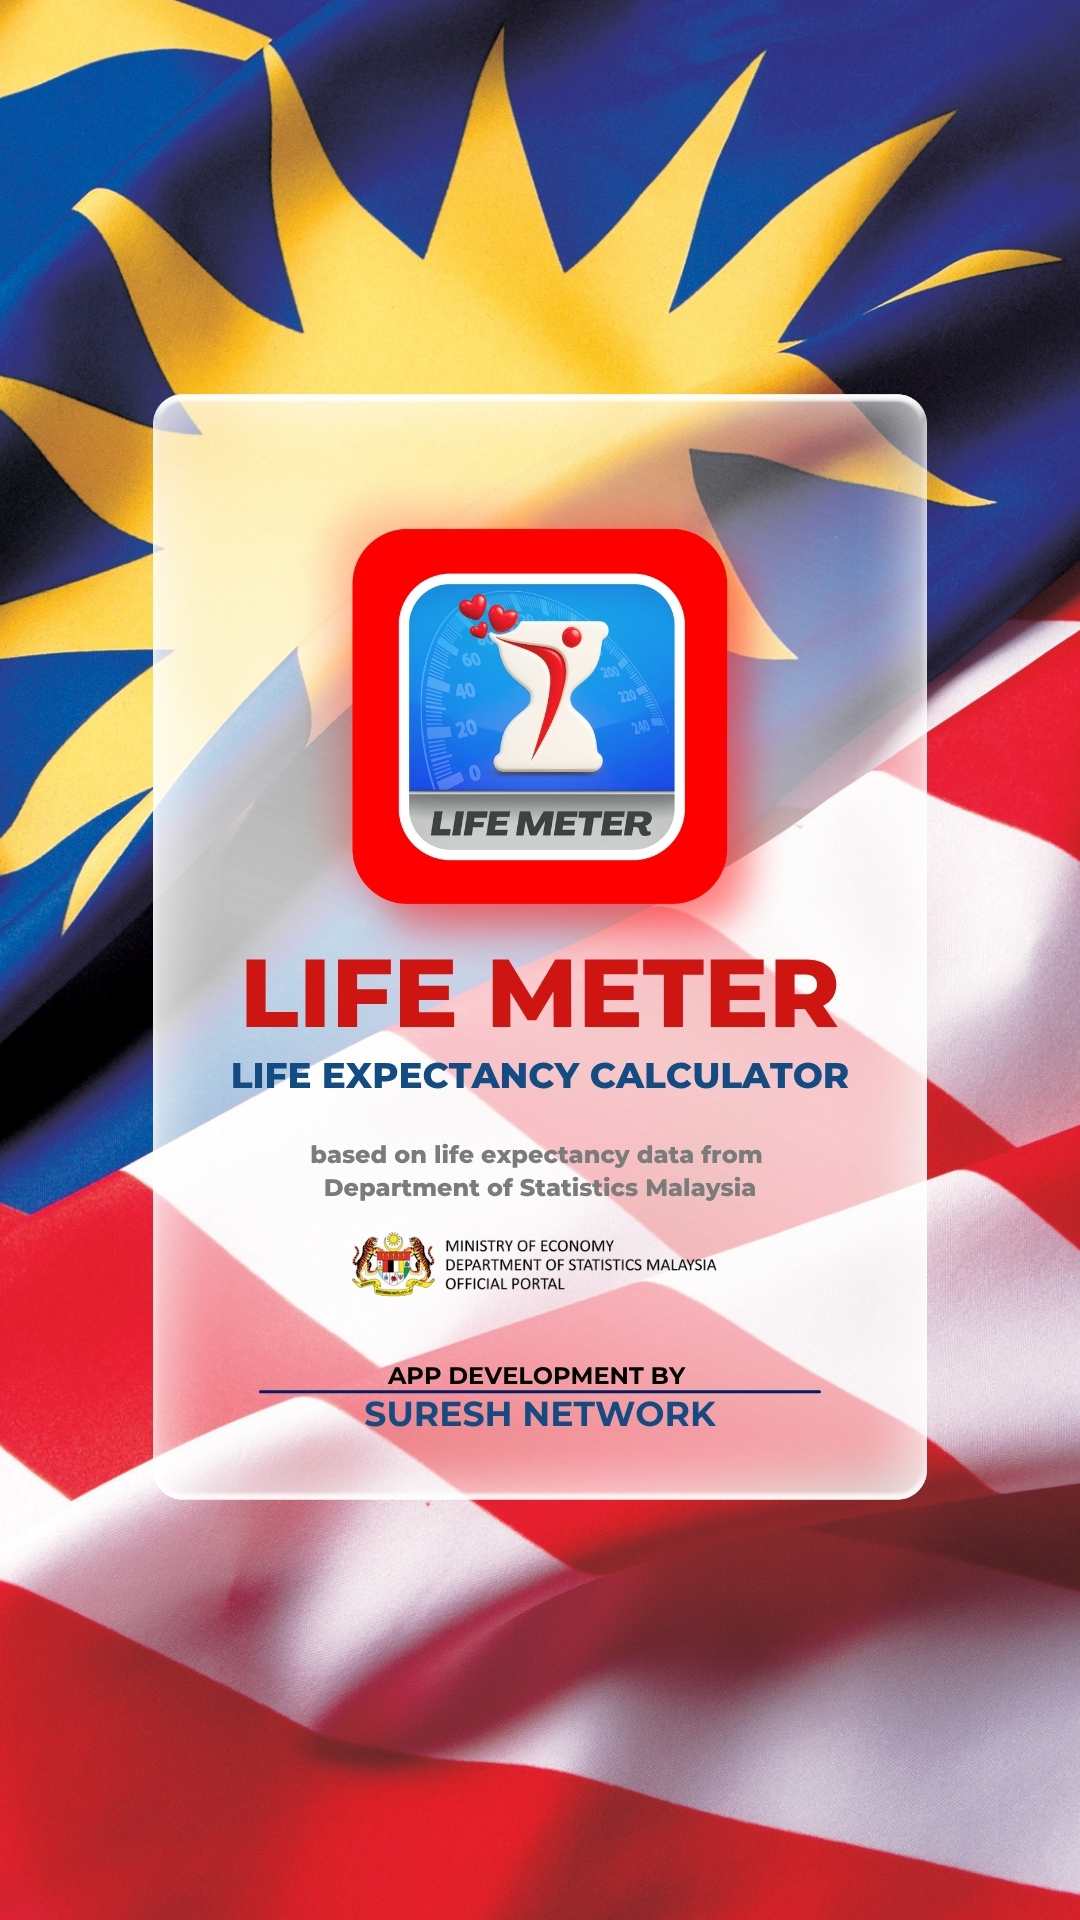 60
40
20
0
200
220
240
LIFE METER
LIFE METER
LIFE EXPECTANCY CALCULATOR
based on life expectancy data from
Department of Statistics Malaysia
MINISTRY OF ECONOMY
DEPARTMENT OF STATISTICS MALAYSIA
OFFICIAL PORTAL
APP DEVELOPMENT BY
SURESH NETWORK